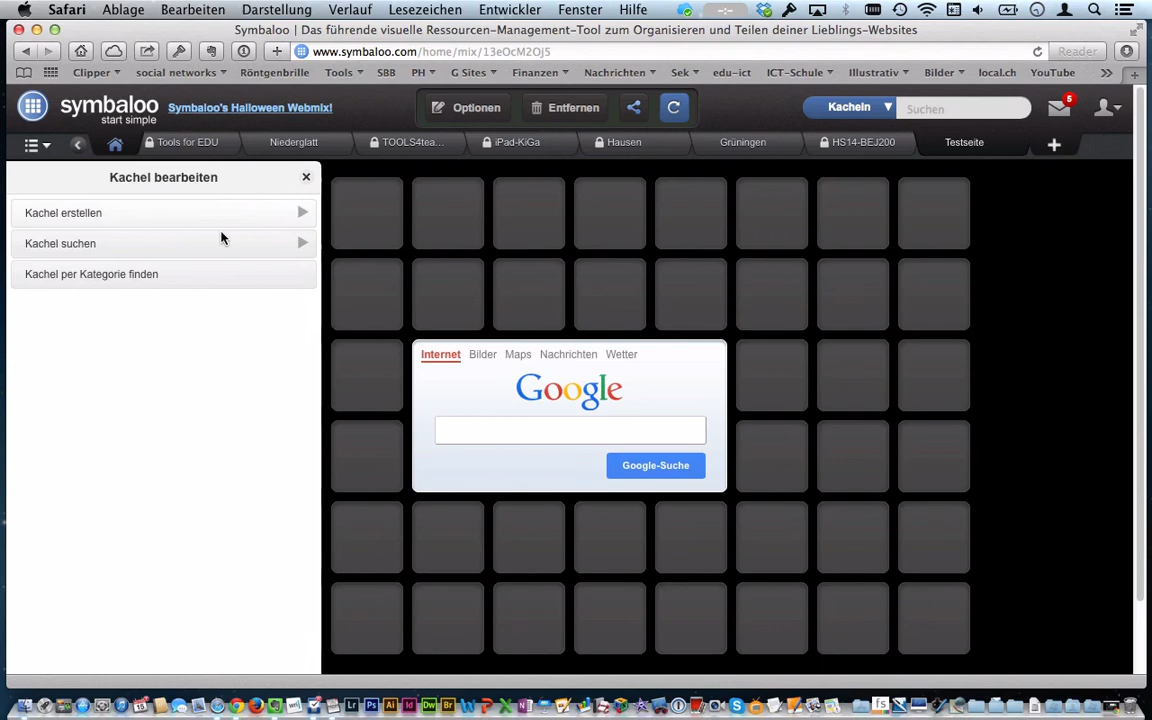 Safari Ablage Bearbeiten Darstellung Verlauf Lesezeichen Entwickler Fenster Hilfe
Symbaloo | Das führende visuelle Ressourcen-Management-Tool zum Organisieren und Teilen deiner Lieblings-Websites
www.symbaloo.com/home/mix/13eOcM2Oj5 Reader
Clipper social networks Röntgenbrille Tools SBB PH G Sites Finanzen Nachrichten Sek edu-ict ICT-Schule Illustrativ Bilder local.ch YouTube
symbaloo Symbaloo's Halloween Webmix! Optionen Entfernen Kacheln Suchen 5
start simple
Tools for EDU Niederglatt TOOLS4tea... iPad-KiGa Hausen Grüningen HS14-BEJ200 Testseite
Kachel bearbeiten
Kachel erstellen
Kachel suchen
Kachel per Kategorie finden
Internet Bilder Maps Nachrichten Wetter
Google
Google-Suche